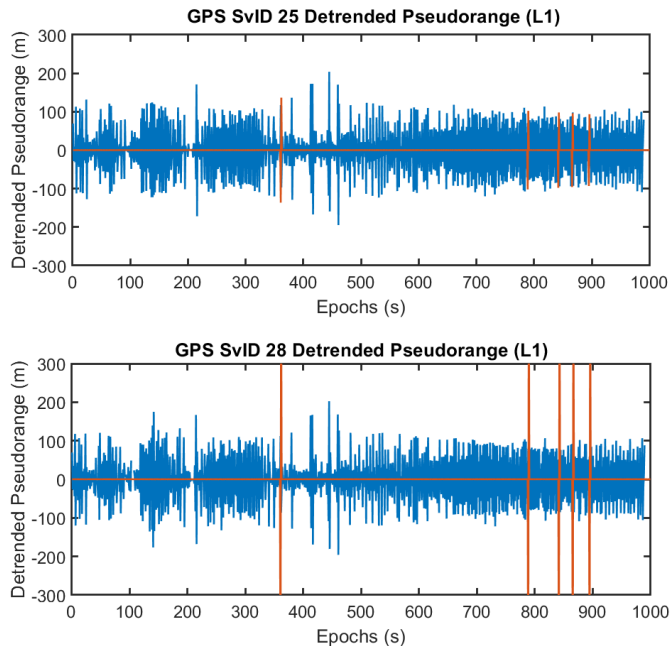 GPS SvID 25 Detrended Pseudorange (L1)
300
200
100
0
-100
-200
-300
Detrended Pseudorange (m)
0 100 200 300 400 500 600 700 800 900 1000
Epochs (s)
GPS SvID 28 Detrended Pseudorange (L1)
300
200
100
0
-100
-200
-300
Detrended Pseudorange (m)
0 100 200 300 400 500 600 700 800 900 1000
Epochs (s)